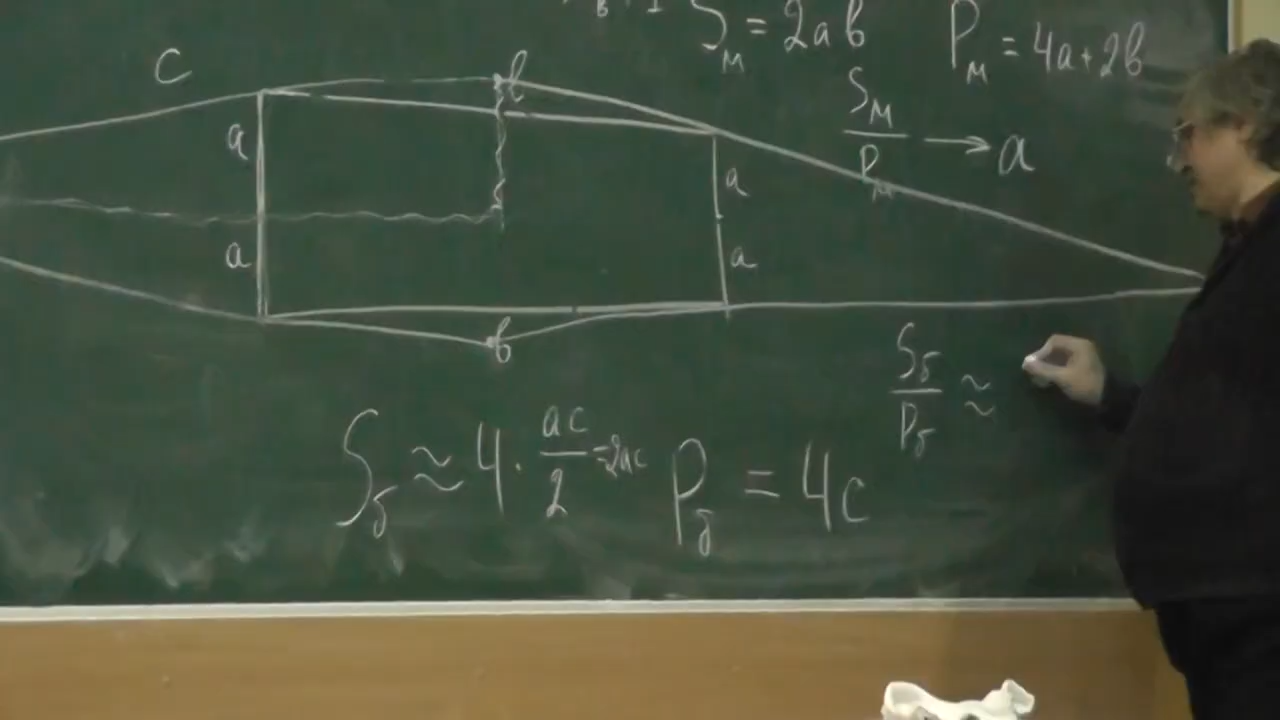 S_м = 2ab P_м = 4a+2b
S_м/P_м → a
c
b
a a
a a
b
S_б/P_б ≈
S_б ≈ 4 · ac/2 = 2ac P_б = 4c